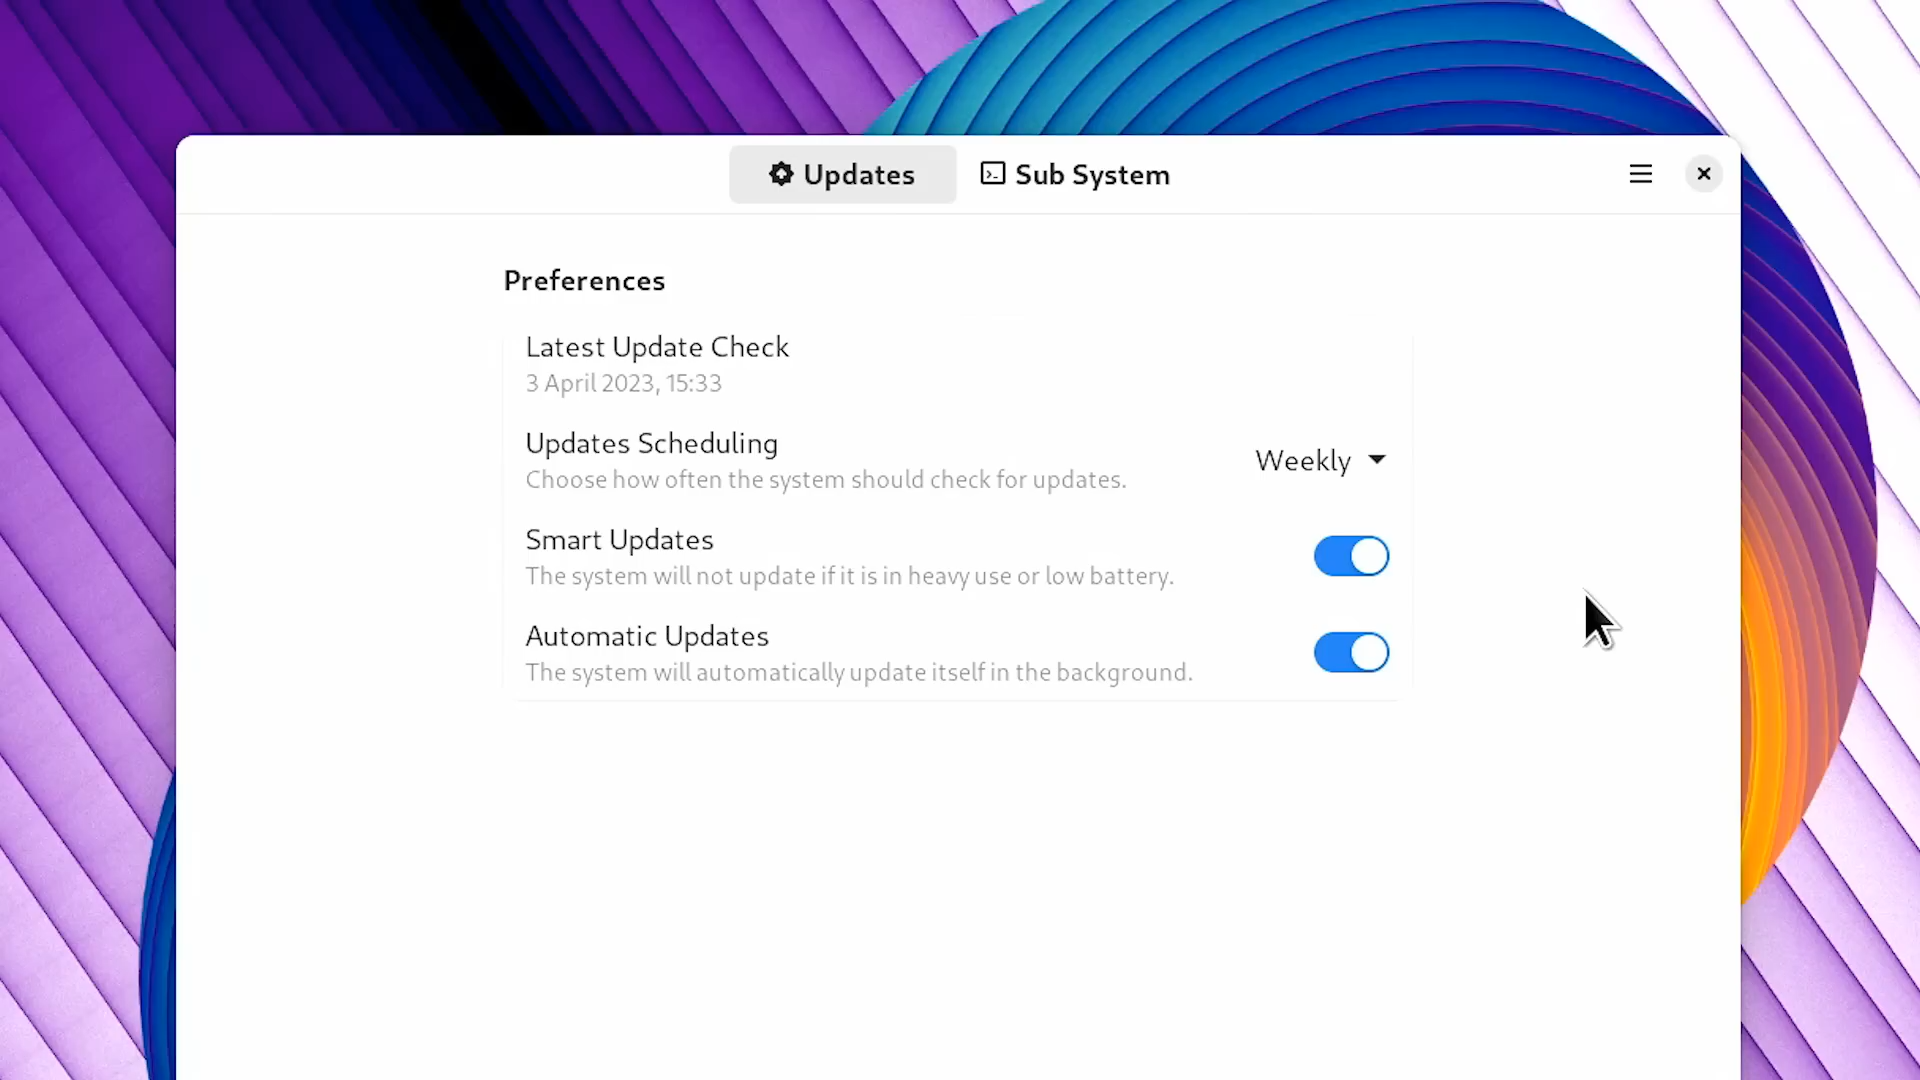 Updates
Sub System
Preferences
Latest Update Check
3 April 2023, 15:33
Updates Scheduling
Choose how often the system should check for updates.
Weekly
Smart Updates
The system will not update if it is in heavy use or low battery.
Automatic Updates
The system will automatically update itself in the background.